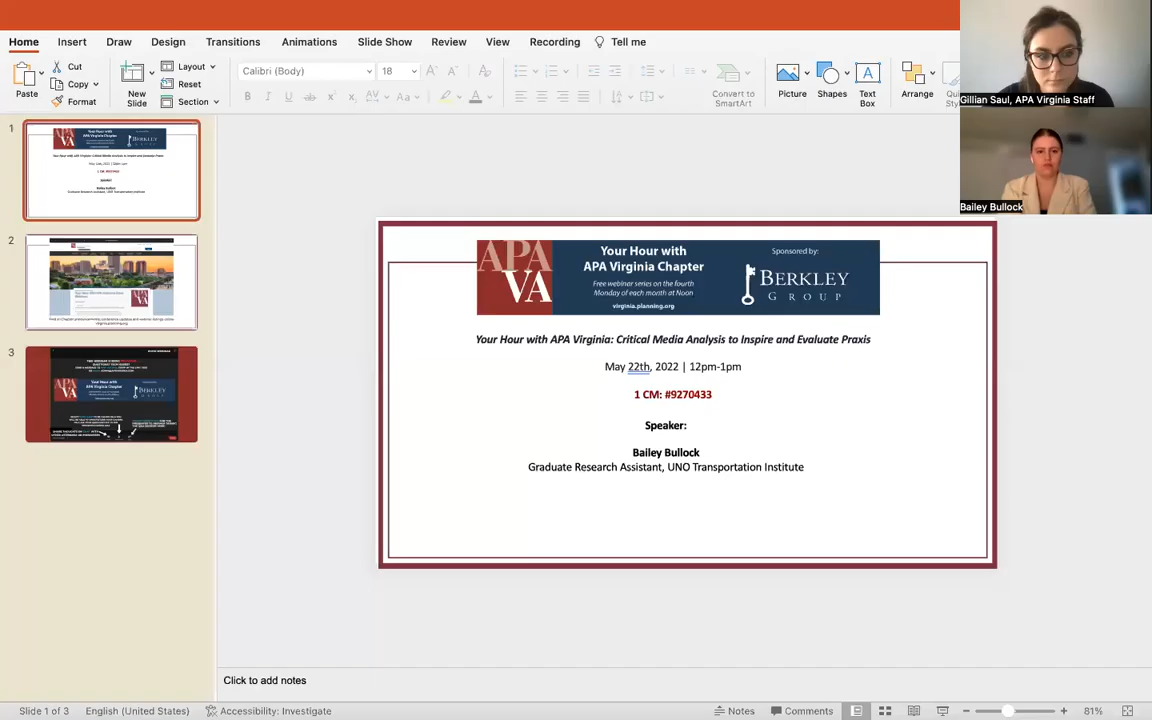 Home Insert Draw Design Transitions Animations Slide Show Review View Recording Tell me
Paste
Cut
Copy
Format
New
Slide
Layout
Reset
Section
Calibri (Body) 18
Convert to
SmartArt
Picture
Shapes
Text
Box
Arrange
Gillian Saul, APA Virginia Staff
Bailey Bullock
1
2
3
APA
VA
Your Hour with
APA Virginia Chapter
Free webinar series on the fourth
Monday of each month at Noon
virginia.planning.org
Sponsored by:
BERKLEY
GROUP
Your Hour with APA Virginia: Critical Media Analysis to Inspire and Evaluate Praxis
May 22th, 2022 | 12pm-1pm
1 CM: #9270433
Speaker:
Bailey Bullock
Graduate Research Assistant, UNO Transportation Institute
Click to add notes
Slide 1 of 3 English (United States) Accessibility: Investigate Notes Comments 81%